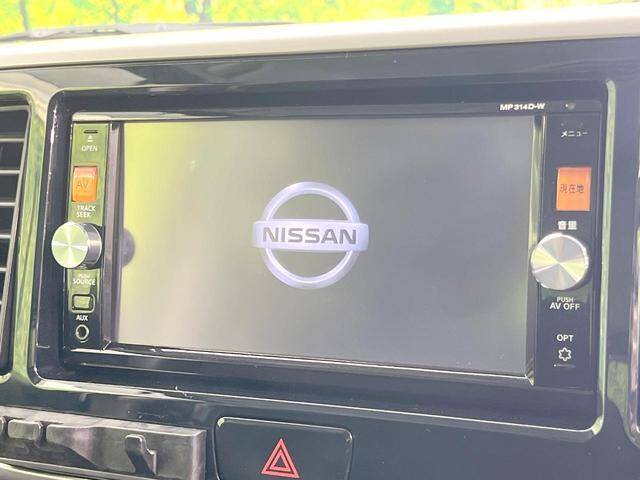 MP314D-W
OPEN
AV
TRACK
SEEK
PUSH
SOURCE
AUX
NISSAN
メニュー
現在地
音量
PUSH
AV OFF
OPT